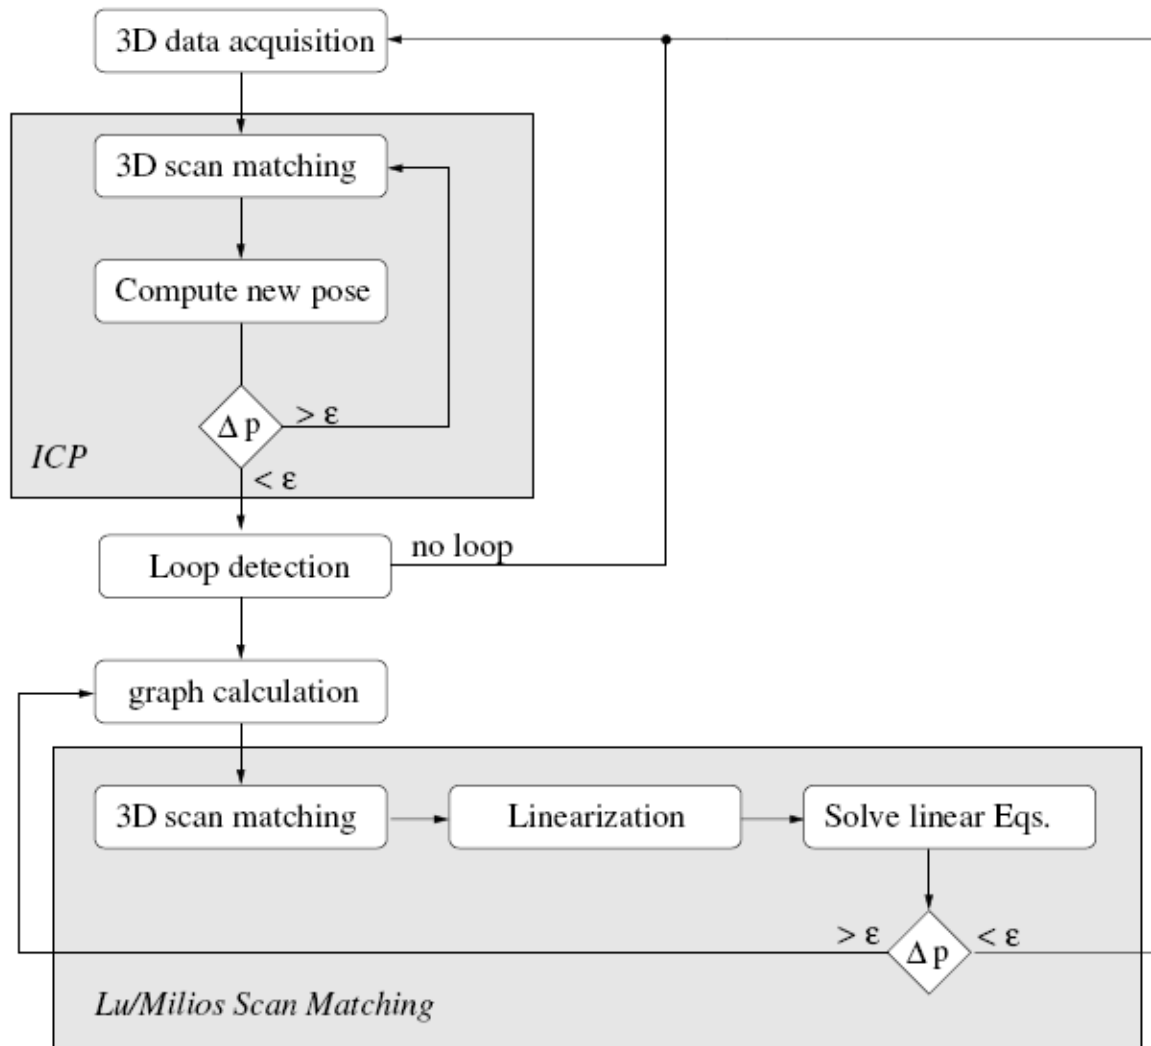 3D data acquisition
3D scan matching
Compute new pose
Δ p
> ε
ICP
< ε
Loop detection
no loop
graph calculation
3D scan matching
Linearization
Solve linear Eqs.
> ε
Δ p
< ε
Lu/Milios Scan Matching